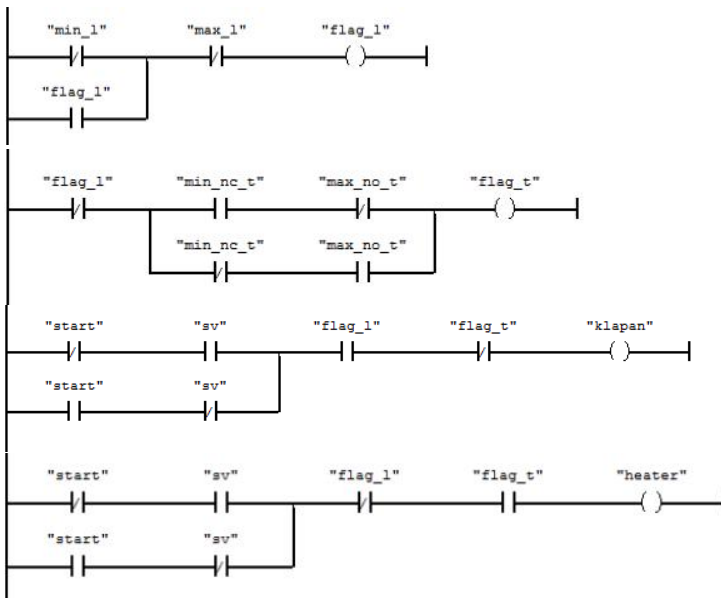 "min_l" "max_l" "flag_l"
"flag_l"
"flag_l" "min_nc_t" "max_no_t" "flag_t"
"min_nc_t" "max_no_t"
"start" "sv" "flag_l" "flag_t" "klapan"
"start" "sv"
"start" "sv" "flag_l" "flag_t" "heater"
"start" "sv"